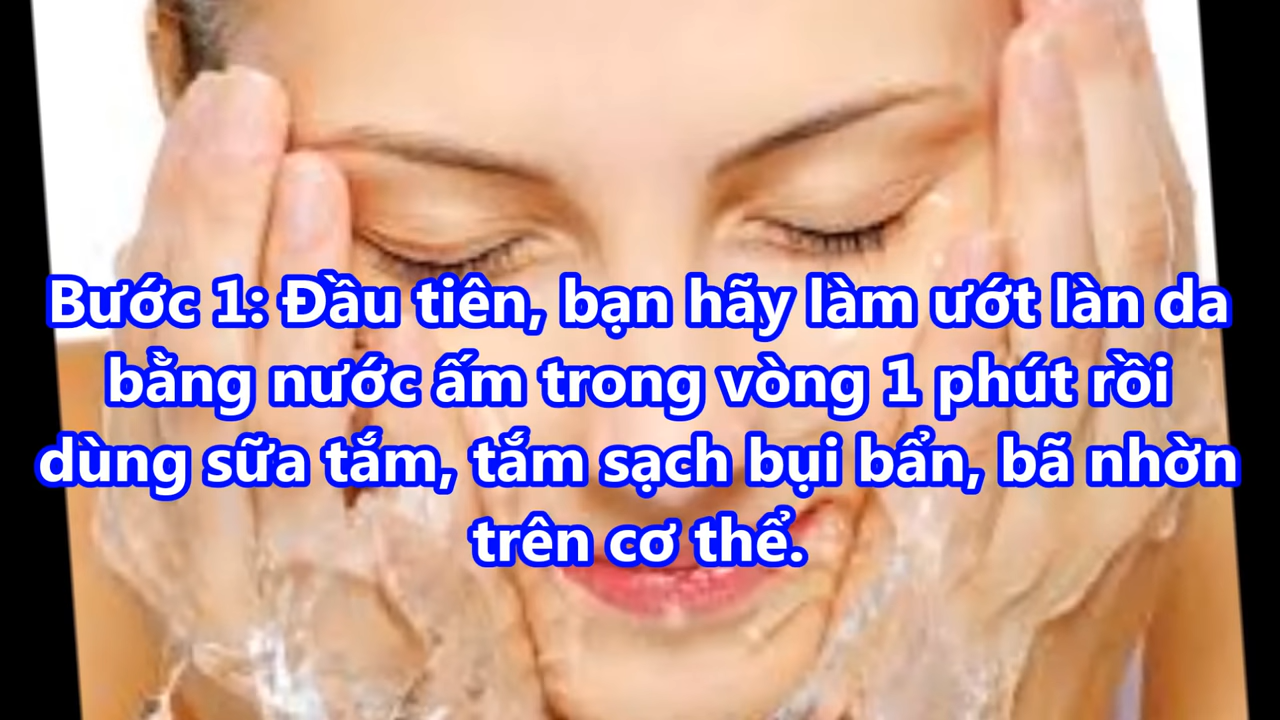 Bước 1: Đầu tiên, bạn hãy làm ướt làn da
bằng nước ấm trong vòng 1 phút rồi
dùng sữa tắm, tắm sạch bụi bẩn, bã nhờn
trên cơ thể.